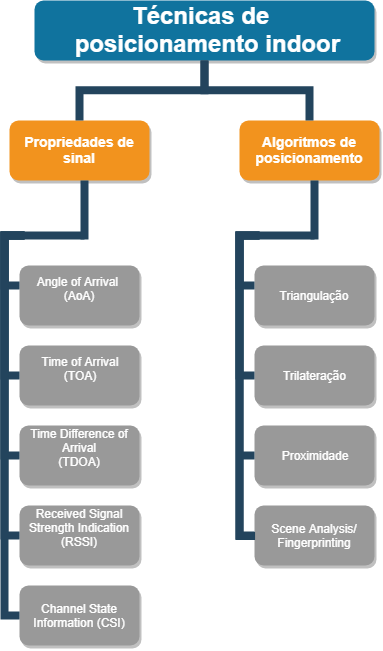 Técnicas de
posicionamento indoor
Propriedades de
sinal
Algoritmos de
posicionamento
Angle of Arrival
(AoA)
Time of Arrival
(TOA)
Time Difference of
Arrival
(TDOA)
Received Signal
Strength Indication
(RSSI)
Channel State
Information (CSI)
Triangulação
Trilateração
Proximidade
Scene Analysis/
Fingerprinting